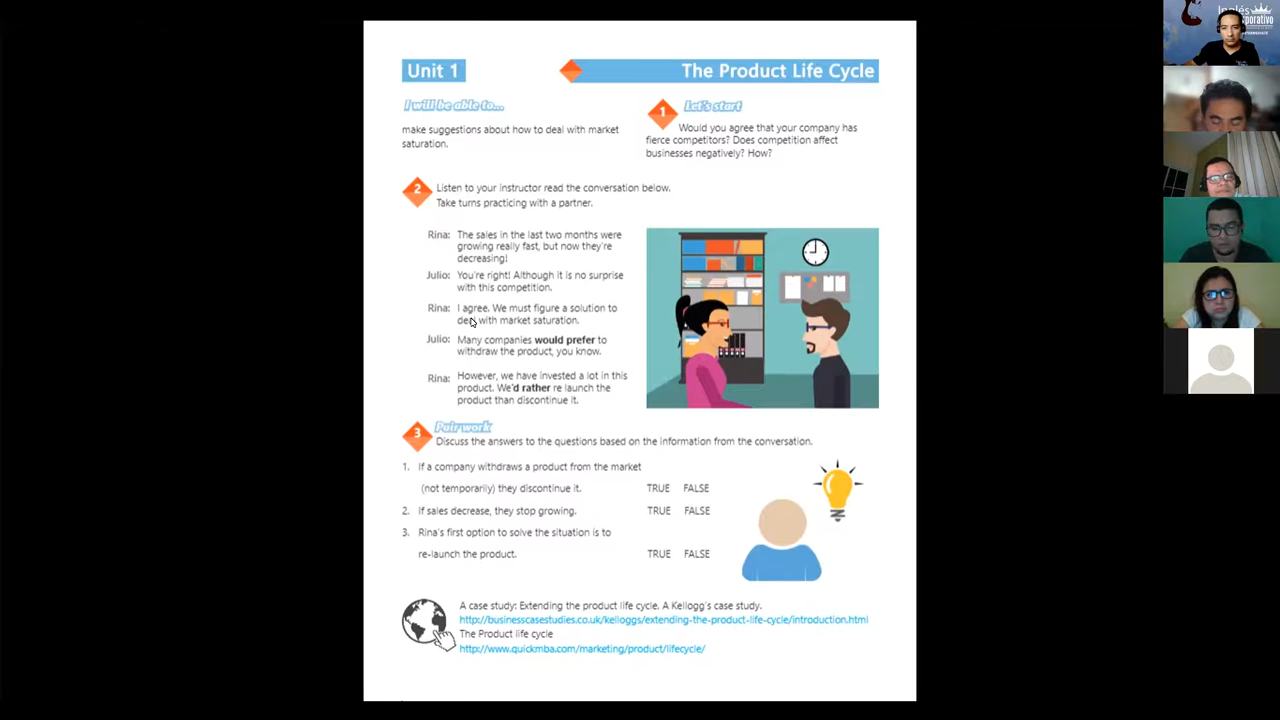 Unit 1
The Product Life Cycle
I will be able to...
make suggestions about how to deal with market
saturation.
1
Let's start
Would you agree that your company has
fierce competitors? Does competition affect
businesses negatively? How?
2
Listen to your instructor read the conversation below.
Take turns practicing with a partner.
Rina: The sales in the last two months were
growing really fast, but now they're
decreasing!
Julio: You're right! Although it is no surprise
with this competition.
Rina: I agree. We must figure a solution to
deal with market saturation.
Julio: Many companies would prefer to
withdraw the product, you know.
Rina: However, we have invested a lot in this
product. We'd rather re launch the
product than discontinue it.
3
Pair work
Discuss the answers to the questions based on the information from the conversation.
1. If a company withdraws a product from the market
(not temporarily) they discontinue it. TRUE FALSE
2. If sales decrease, they stop growing. TRUE FALSE
3. Rina's first option to solve the situation is to
re-launch the product. TRUE FALSE
A case study: Extending the product life cycle. A Kellogg's case study.
http://businesscasestudies.co.uk/kelloggs/extending-the-product-life-cycle/introduction.html
The Product life cycle
http://www.quickmba.com/marketing/product/lifecycle/
Inglés